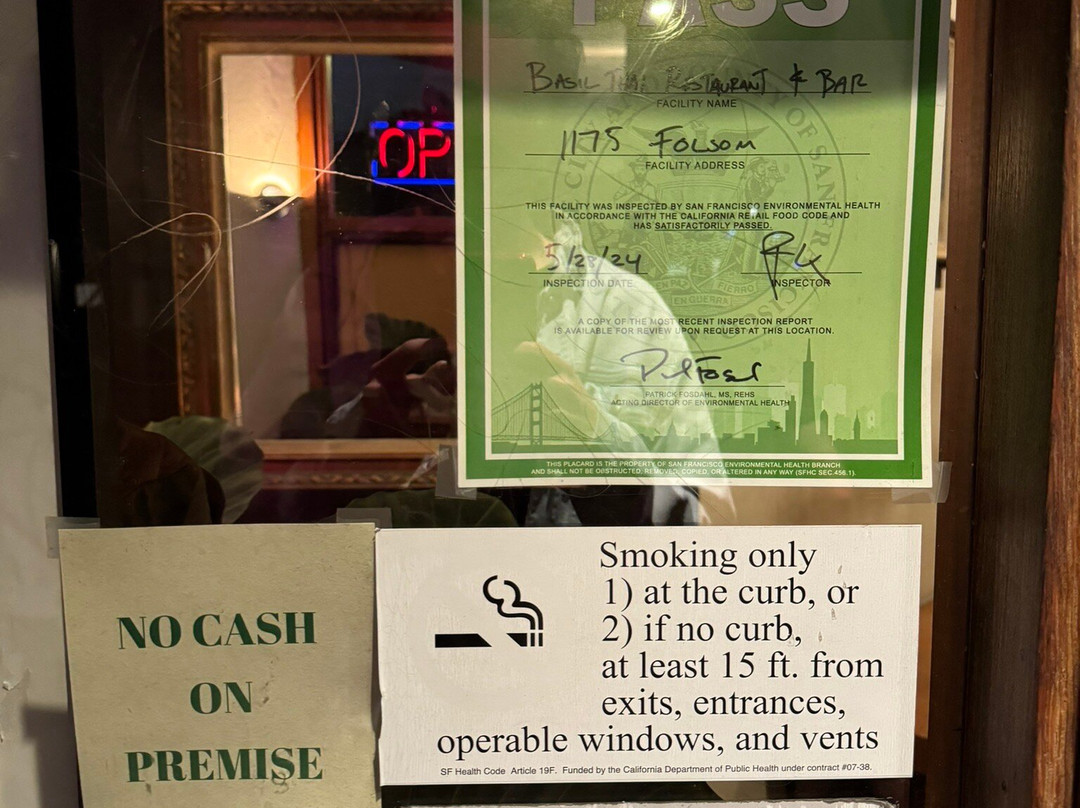 PASS
BASIL THAI RESTAURANT & BAR
FACILITY NAME
1175 FOLSOM
FACILITY ADDRESS
THIS FACILITY WAS INSPECTED BY SAN FRANCISCO ENVIRONMENTAL HEALTH
IN ACCORDANCE WITH THE CALIFORNIA RETAIL FOOD CODE AND
HAS SATISFACTORILY PASSED.
5/28/24
INSPECTION DATE
INSPECTOR
EN PAZ FIERRO
EN GUERRA
A COPY OF THE MOST RECENT INSPECTION REPORT
IS AVAILABLE FOR REVIEW UPON REQUEST AT THIS LOCATION.
PATRICK FOSDAHL, MS, REHS
ACTING DIRECTOR OF ENVIRONMENTAL HEALTH
THIS PLACARD IS THE PROPERTY OF SAN FRANCISCO ENVIRONMENTAL HEALTH BRANCH
AND SHALL NOT BE OBSTRUCTED, REMOVED, COPIED, OR ALTERED IN ANY WAY (SFHC SEC.456.1).
OP
NO CASH
ON
PREMISE
Smoking only
1) at the curb, or
2) if no curb,
at least 15 ft. from
exits, entrances,
operable windows, and vents
SF Health Code Article 19F. Funded by the California Department of Public Health under contract #07-38.